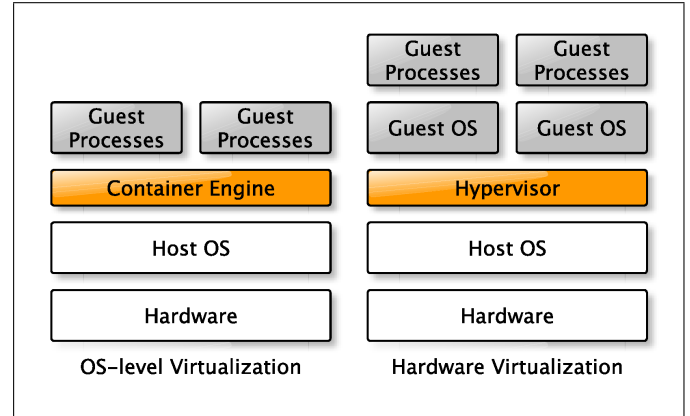 Guest
Processes
Guest
Processes
Container Engine
Host OS
Hardware
OS-level Virtualization
Guest
Processes
Guest
Processes
Guest OS
Guest OS
Hypervisor
Host OS
Hardware
Hardware Virtualization